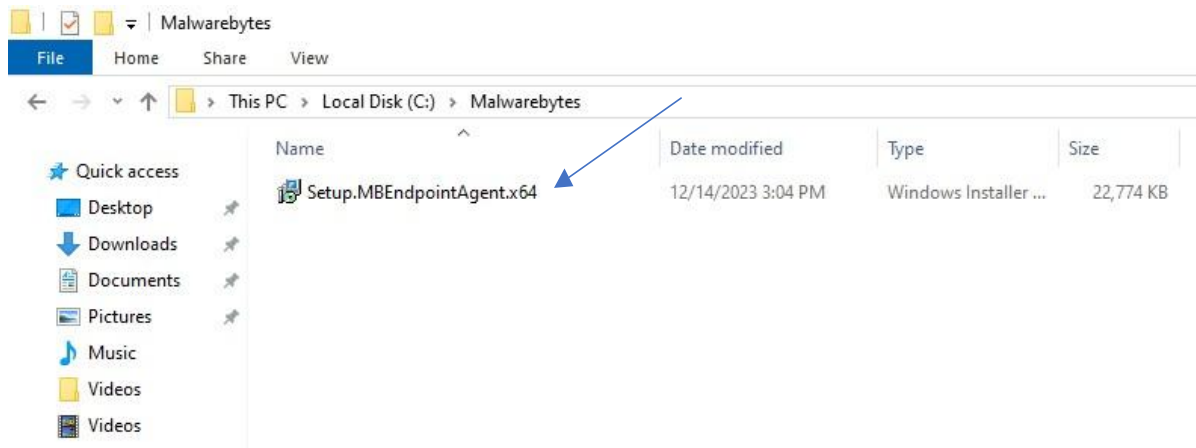 Malwarebytes
File Home Share View
This PC > Local Disk (C:) > Malwarebytes
Name Date modified Type Size
Quick access
Setup.MBEndpointAgent.x64 12/14/2023 3:04 PM Windows Installer ... 22,774 KB
Desktop
Downloads
Documents
Pictures
Music
Videos
Videos